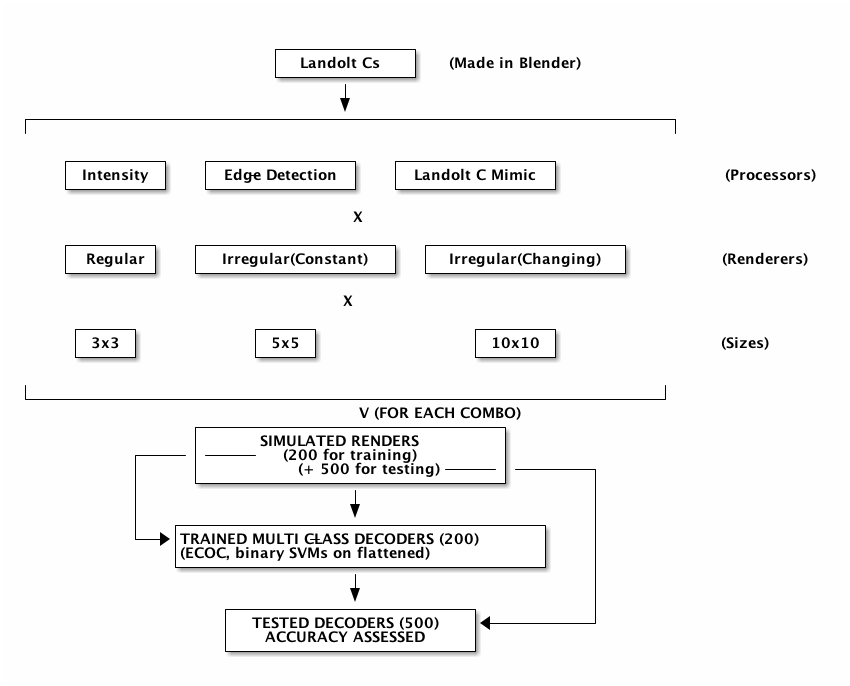 Landolt Cs (Made in Blender)
Intensity Edge Detection Landolt C Mimic (Processors)
X
Regular Irregular(Constant) Irregular(Changing) (Renderers)
X
3x3 5x5 10x10 (Sizes)
V (FOR EACH COMBO)
SIMULATED RENDERS
(200 for training)
(+ 500 for testing)
TRAINED MULTI CLASS DECODERS (200)
(ECOC, binary SVMs on flattened)
TESTED DECODERS (500)
ACCURACY ASSESSED